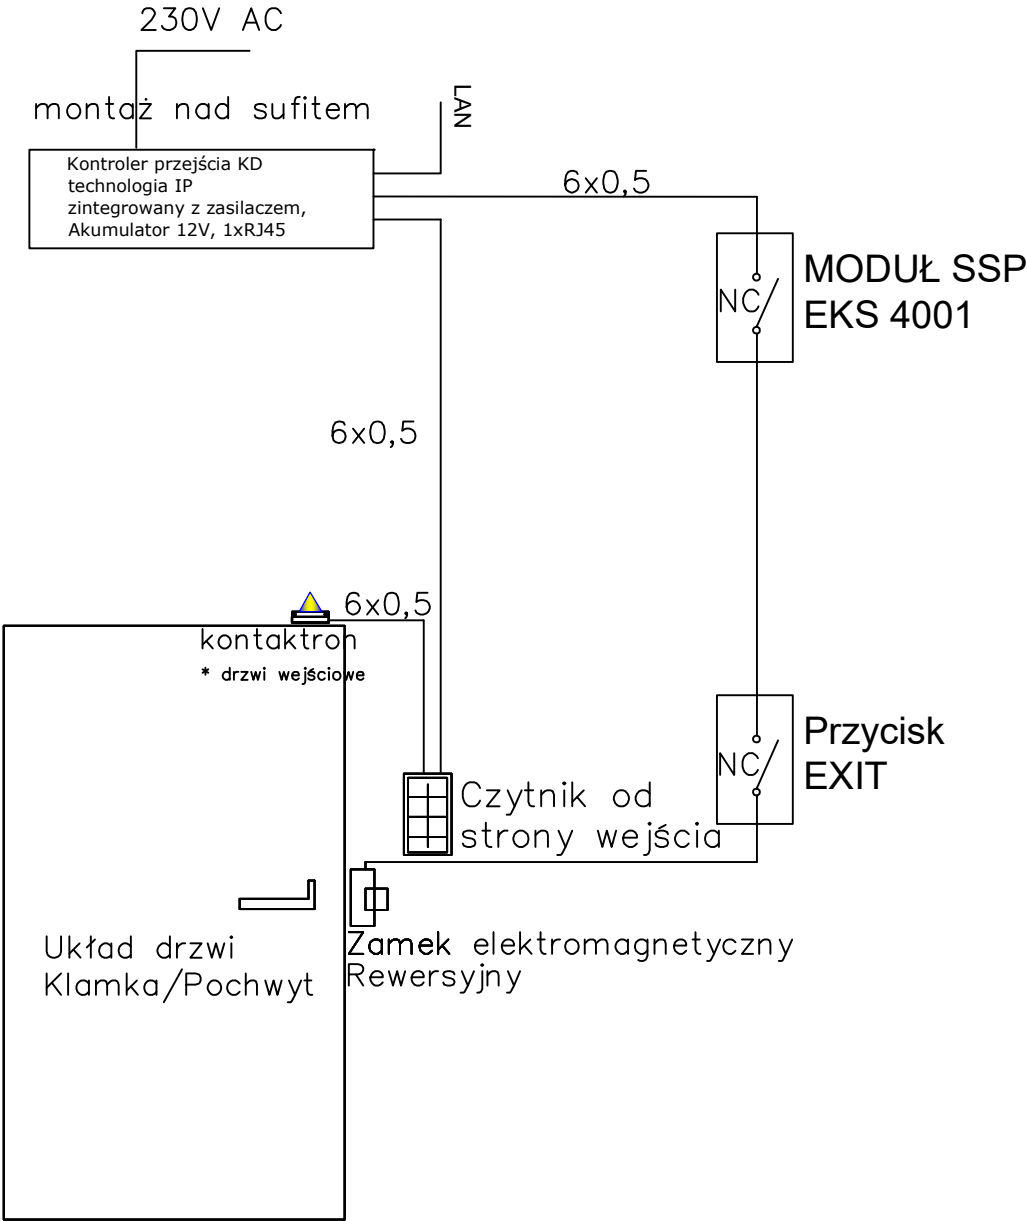 230V AC
montaż nad sufitem
LAN
Kontroler przejścia KD
technologia IP
zintegrowany z zasilaczem,
Akumulator 12V, 1xRJ45
6x0,5
MODUŁ SSP
EKS 4001
NC
6x0,5
6x0,5
kontaktron
* drzwi wejściowe
Przycisk
EXIT
NC
Czytnik od
strony wejścia
Układ drzwi
Klamka/Pochwyt
Zamek elektromagnetyczny
Rewersyjny